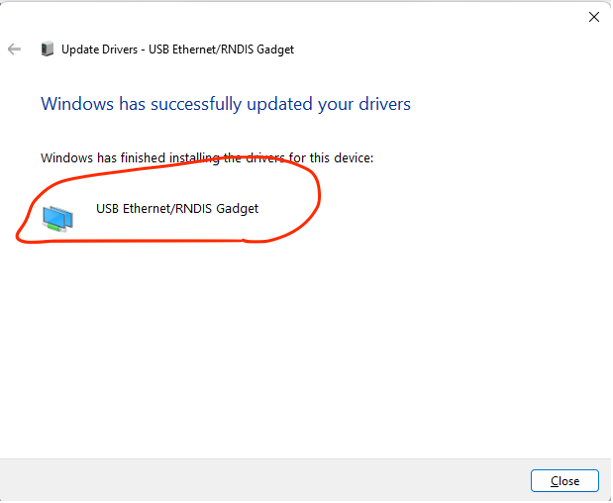 Update Drivers - USB Ethernet/RNDIS Gadget
Windows has successfully updated your drivers
Windows has finished installing the drivers for this device:
USB Ethernet/RNDIS Gadget
Close